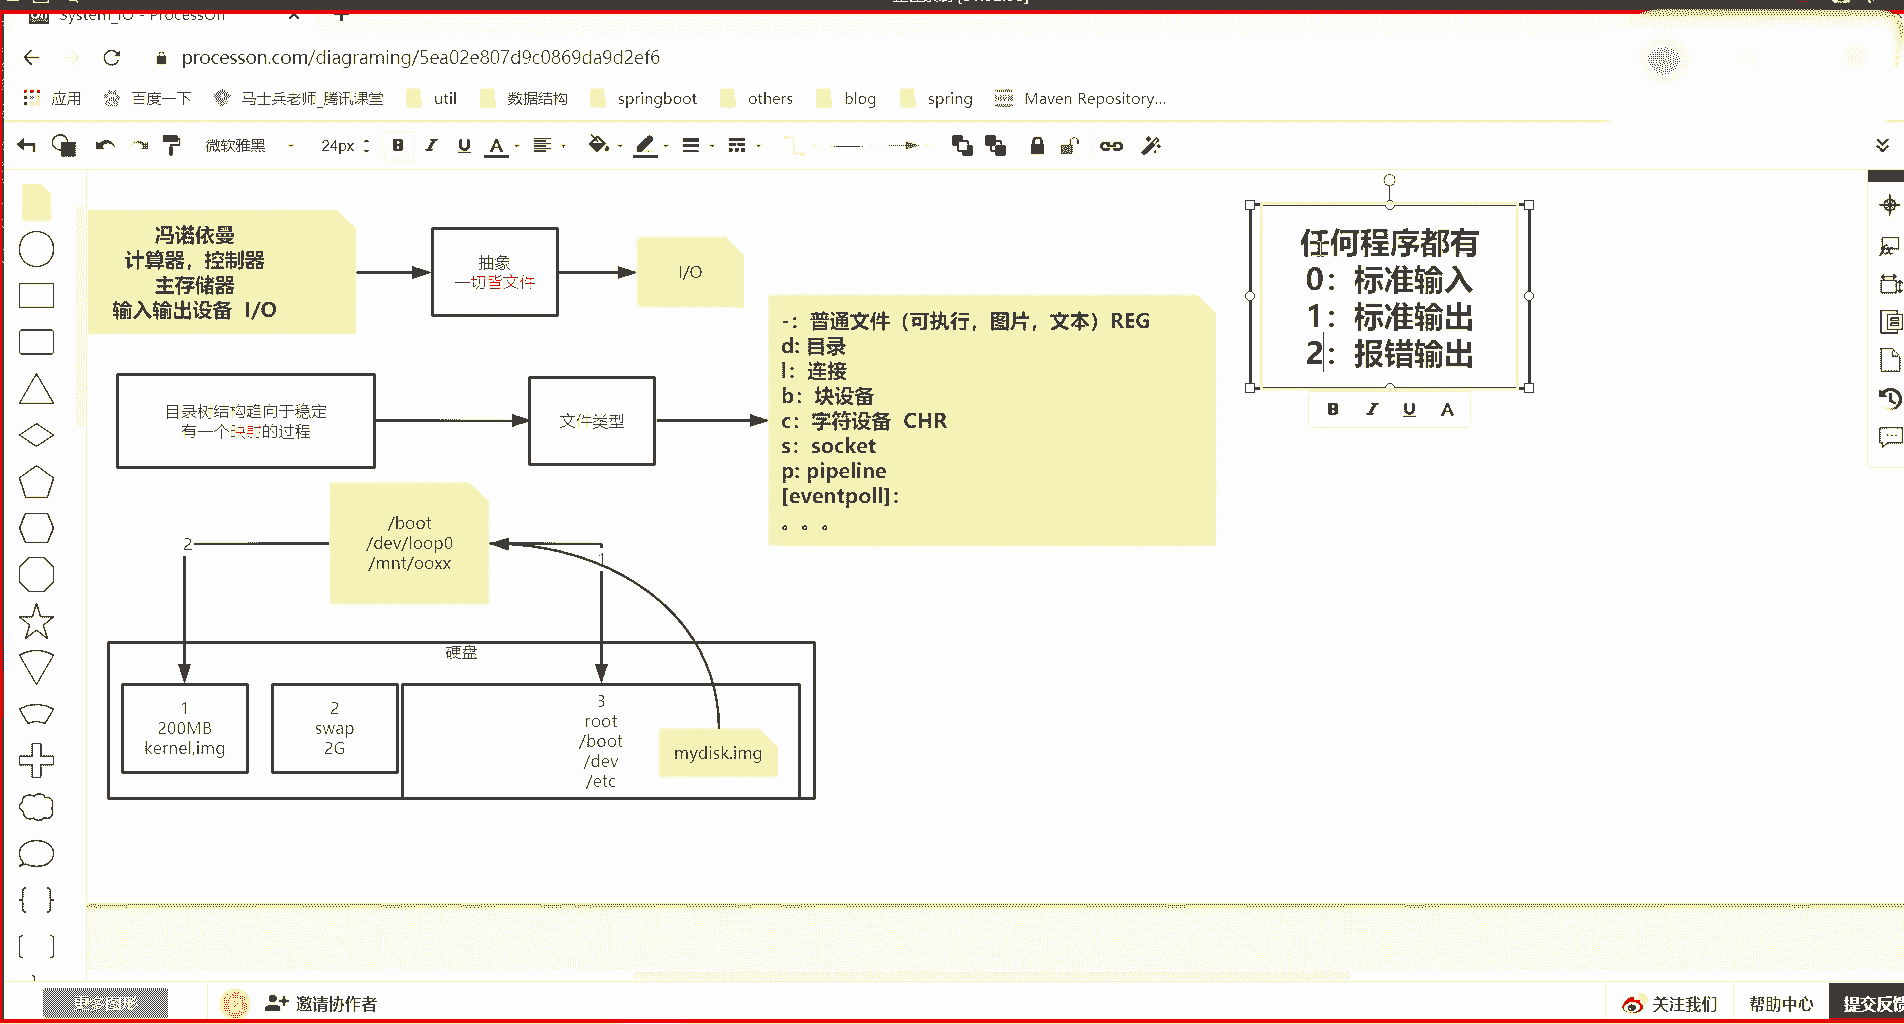 System_IO - ProcessOn
processon.com/diagraming/5ea02e807d9c0869da9d2ef6
应用 百度一下 马士兵老师_腾讯课堂 util 数据结构 springboot others blog spring Maven Repository...
微软雅黑 24px B I U A
冯诺依曼
计算器，控制器
主存储器
输入输出设备 I/O
抽象
一切皆文件
I/O
任何程序都有
0：标准输入
1：标准输出
2：报错输出
B I U A
-：普通文件（可执行，图片，文本）REG
d: 目录
l：连接
b：块设备
c：字符设备 CHR
s：socket
p: pipeline
[eventpoll]：
。。。
目录树结构趋向于稳定
有一个映射的过程
文件类型
/boot
/dev/loop0
/mnt/ooxx
2
1
硬盘
1
200MB
kernel,img
2
swap
2G
3
root
/boot
/dev
/etc
mydisk.img
更多图形
邀请协作者
关注我们
帮助中心
提交反馈